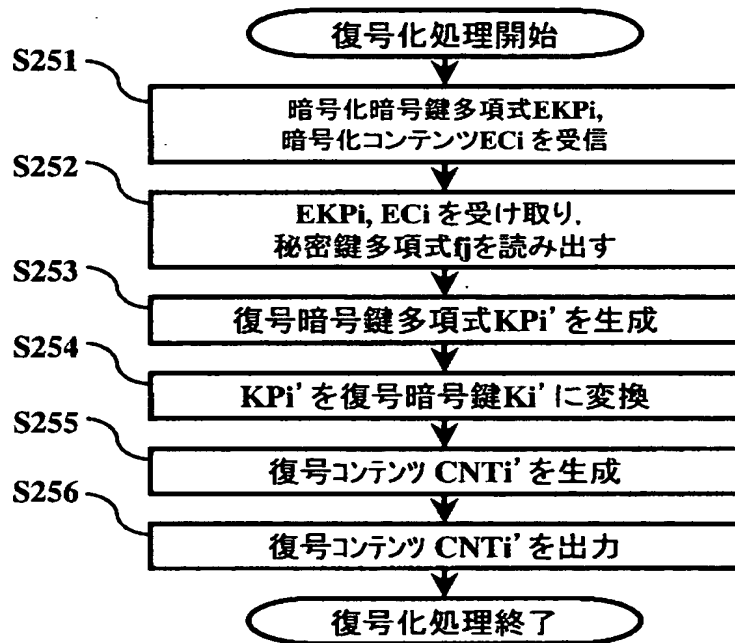 復号化処理開始
S251
暗号化暗号鍵多項式EKPi,
暗号化コンテンツECi を受信
S252
EKPi, ECi を受け取り,
秘密鍵多項式fjを読み出す
S253
復号暗号鍵多項式KPi’を生成
S254
KPi’を復号暗号鍵Ki’に変換
S255
復号コンテンツ CNTi’を生成
S256
復号コンテンツ CNTi’を出力
復号化処理終了